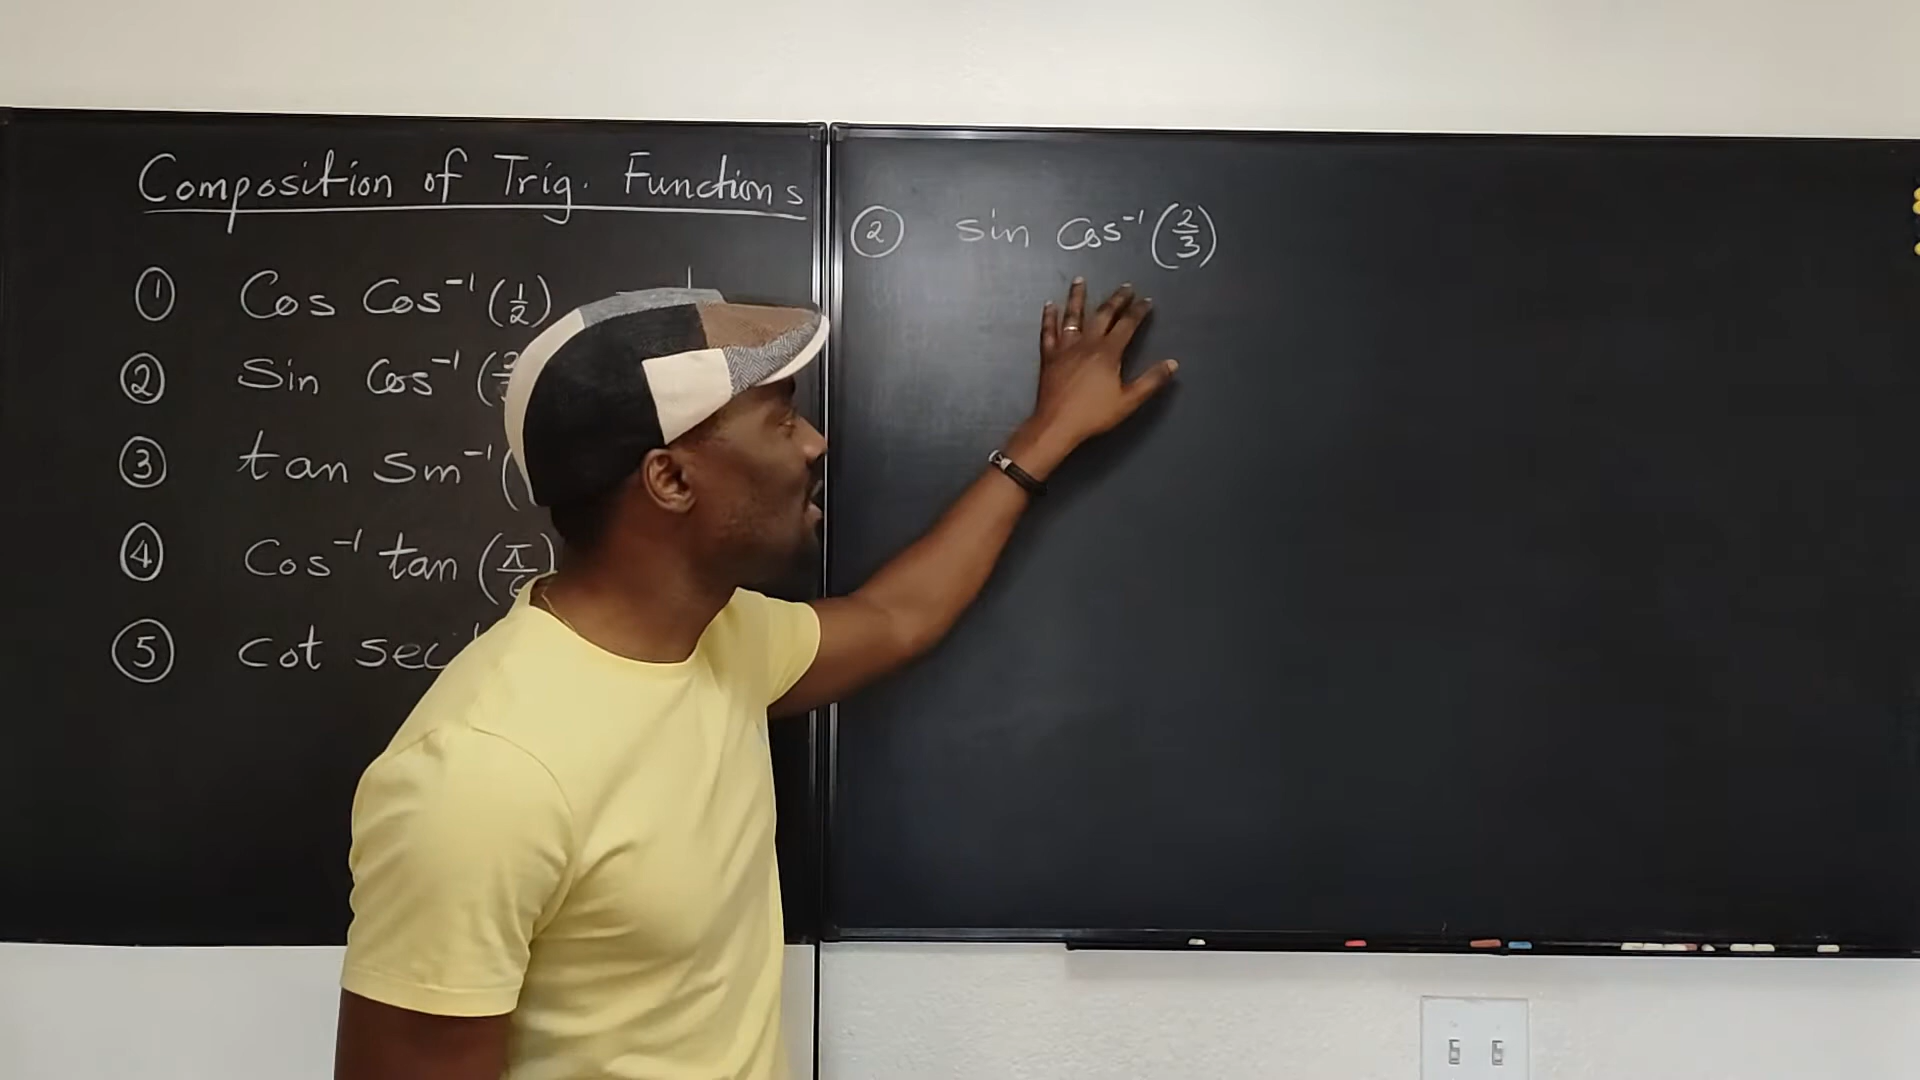 Composition of Trig. Functions
① Cos Cos⁻¹(1/2)
② Sin Cos⁻¹(
③ tan Sin⁻¹(
④ Cos⁻¹ tan (π/
⑤ Cot sec
② sin Cos⁻¹(2/3)